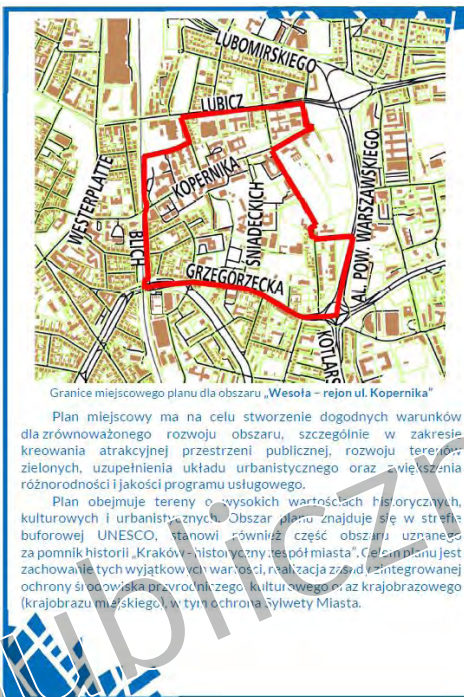 LUBOMIRSKIEGO
LUBICZ
WESTERPLATTE
KOPERNIKA
AL. POW. WARSZAWSKIEGO
BLICH
ŚNIADECKICH
GRZEGÓRZECKA
KOTLARS
Granice miejscowego planu dla obszaru „Wesoła – rejon ul. Kopernika”
Plan miejscowy ma na celu stworzenie dogodnych warunków
dla zrównoważonego rozwoju obszaru, szczególnie w zakresie
kreowania atrakcyjnej przestrzeni publicznej, rozwoju terenów
zielonych, uzupełnienia układu urbanistycznego oraz zwiększenia
różnorodności i jakości programu usługowego.
Plan obejmuje tereny o wysokich wartościach historycznych,
kulturowych i urbanistycznych. Obszar planu znajduje się w strefie
buforowej UNESCO, stanowi również część obszaru uznanego
za pomnik historii „Kraków - historyczny zespół miasta”. Celem planu jest
zachowanie tych wyjątkowych wartości, realizacja zasady zintegrowanej
ochrony środowiska przyrodniczego, kulturowego oraz krajobrazowego
(krajobrazu miejskiego), w tym ochrona Sylwety Miasta.
ubliczn